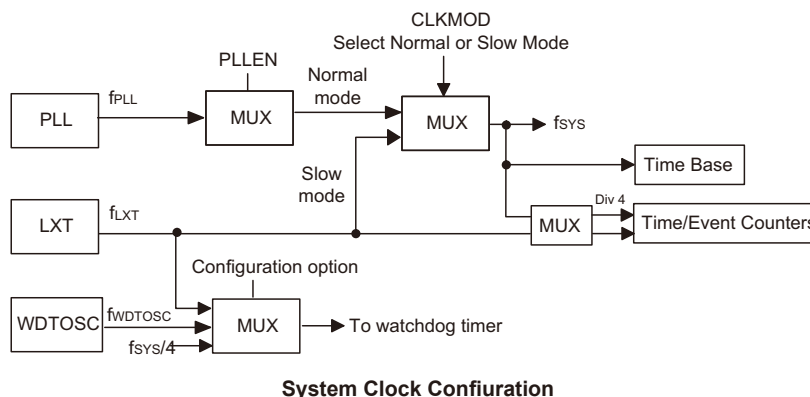 CLKMOD
Select Normal or Slow Mode
PLLEN
Normal
mode
fPLL
PLL
MUX
MUX
fSYS
Time Base
Slow
mode
fLXT
LXT
Div 4
MUX
Time/Event Counters
Configuration option
WDTOSC
fWDTOSC
MUX
To watchdog timer
fSYS/4
System Clock Confiuration